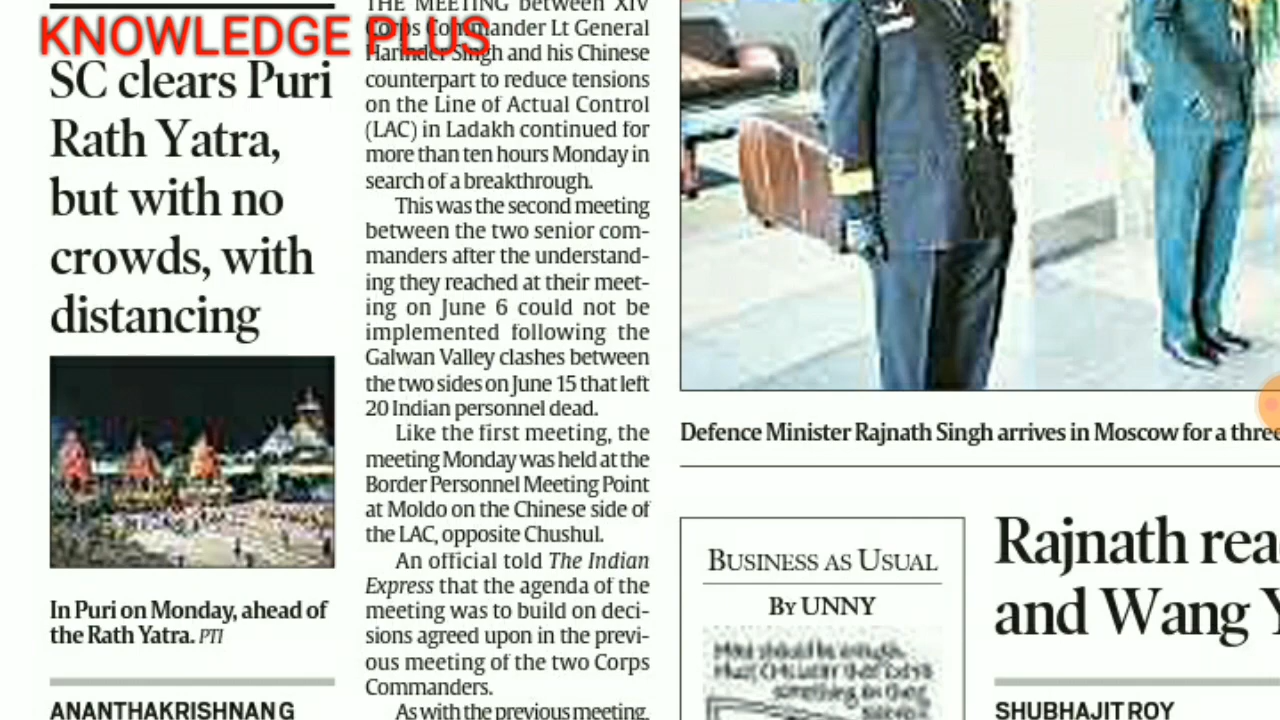 KNOWLEDGE PLUS
SC clears Puri
Rath Yatra,
but with no
crowds, with
distancing
In Puri on Monday, ahead of
the Rath Yatra. PTI
ANANTHAKRISHNAN G
THE MEETING between XIV
Corps Commander Lt General
Harinder Singh and his Chinese
counterpart to reduce tensions
on the Line of Actual Control
(LAC) in Ladakh continued for
more than ten hours Monday in
search of a breakthrough.
This was the second meeting
between the two senior com-
manders after the understand-
ing they reached at their meet-
ing on June 6 could not be
implemented following the
Galwan Valley clashes between
the two sides on June 15 that left
20 Indian personnel dead.
Like the first meeting, the
meeting Monday was held at the
Border Personnel Meeting Point
at Moldo on the Chinese side of
the LAC, opposite Chushul.
An official told The Indian
Express that the agenda of the
meeting was to build on deci-
sions agreed upon in the previ-
ous meeting of the two Corps
Commanders.
As with the previous meeting,
Defence Minister Rajnath Singh arrives in Moscow for a three
BUSINESS AS USUAL
BY UNNY
Rajnath rea
and Wang Y
SHUBHAJIT ROY